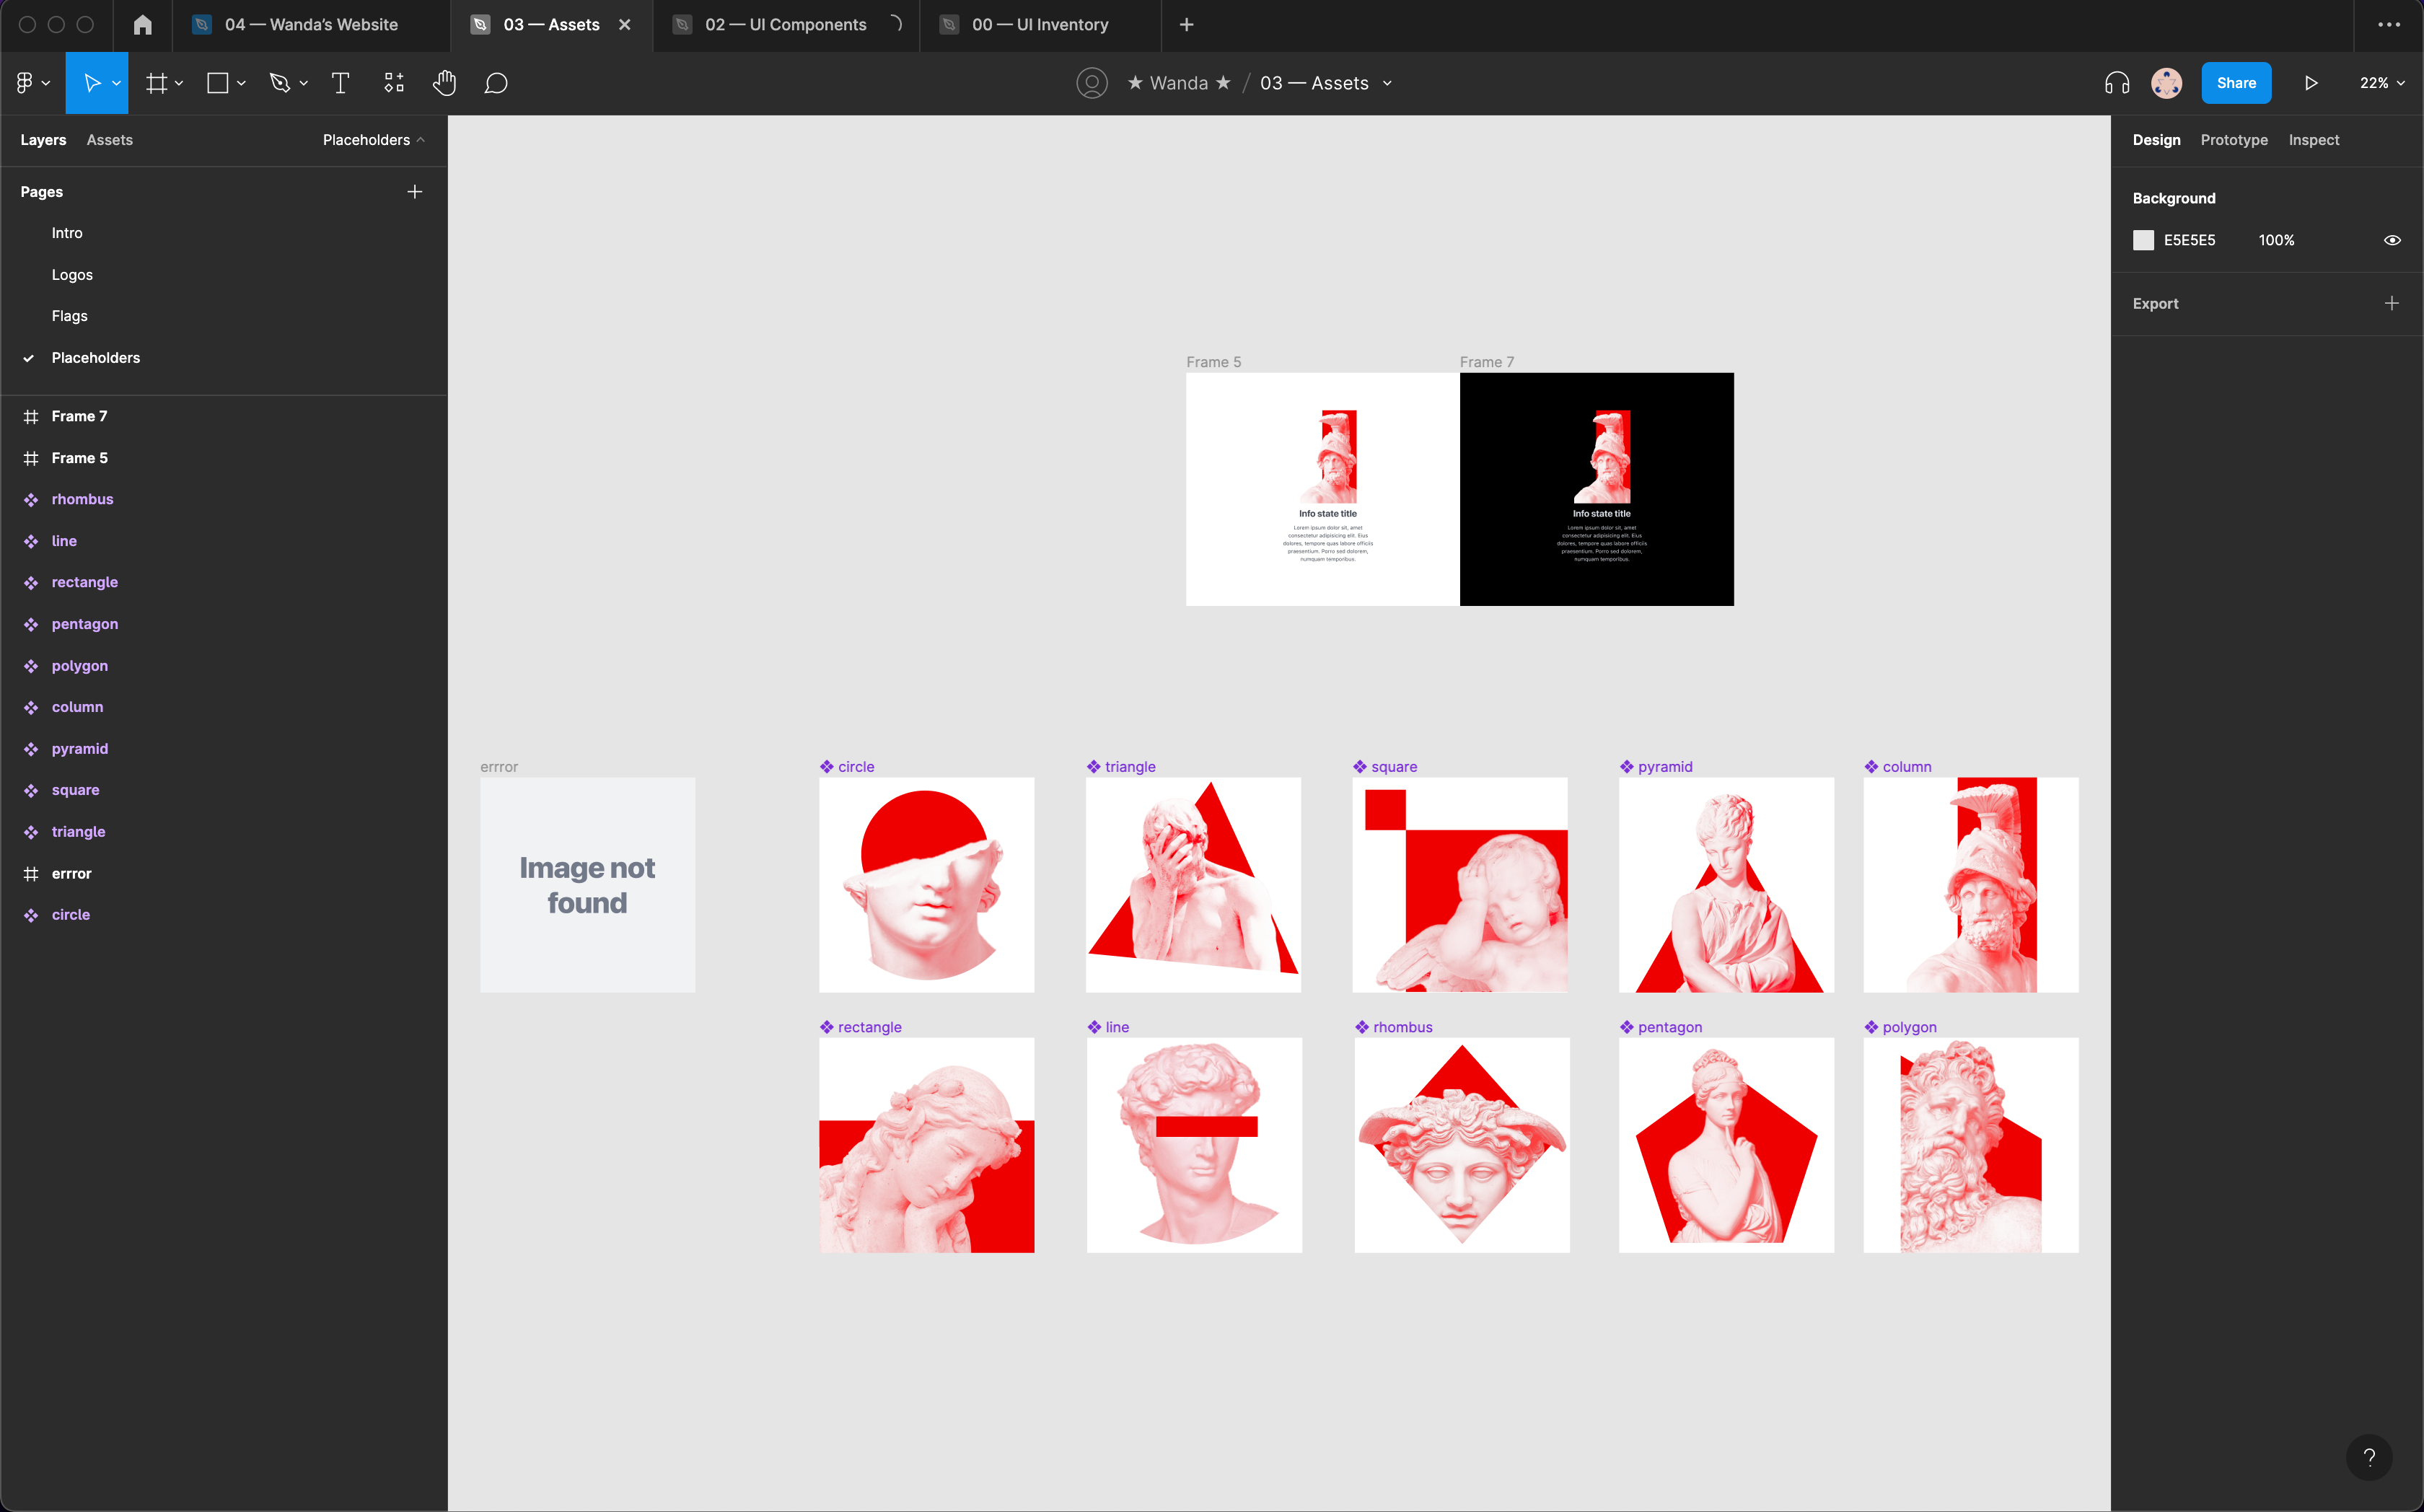 04 — Wanda’s Website
03 — Assets
02 — UI Components
00 — UI Inventory
★ Wanda ★ / 03 — Assets
Share
22%
Layers
Assets
Placeholders
Pages
Intro
Logos
Flags
Placeholders
Frame 7
Frame 5
rhombus
line
rectangle
pentagon
polygon
column
pyramid
square
triangle
errror
circle
Frame 5
Info state title
Lorem ipsum dolor sit, amet
consectetur adipisicing elit. Eius
dolores, tempore quas labore officiis
praesentium. Porro sed dolorem,
numquam temporibus.
Frame 7
Info state title
Lorem ipsum dolor sit, amet
consectetur adipisicing elit. Eius
dolores, tempore quas labore officiis
praesentium. Porro sed dolorem,
numquam temporibus.
errror
Image not
found
circle
triangle
square
pyramid
column
rectangle
line
rhombus
pentagon
polygon
Design
Prototype
Inspect
Background
E5E5E5
100%
Export
?